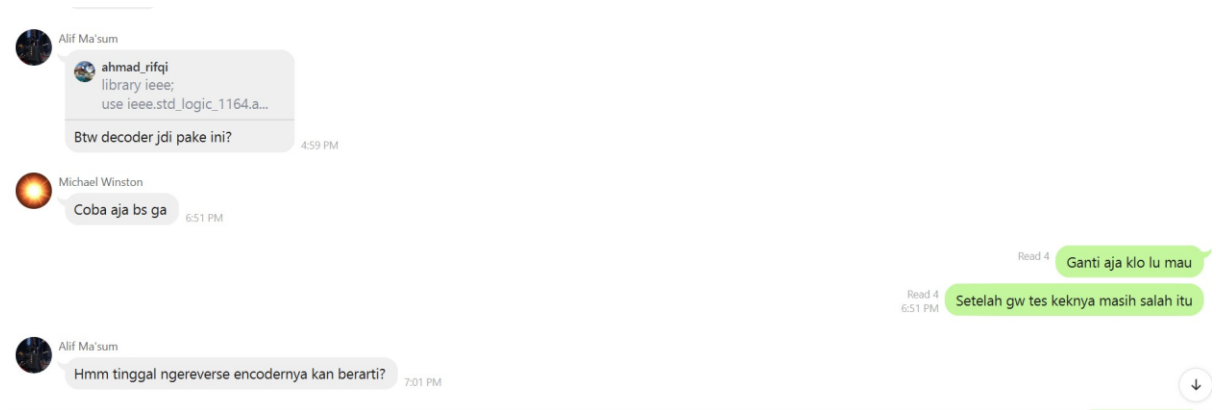 Alif Ma'sum
ahmad_rifqi
library ieee;
use ieee.std_logic_1164.a...
Btw decoder jdi pake ini?
4:59 PM
Michael Winston
Coba aja bs ga
6:51 PM
Read 4
Ganti aja klo lu mau
Read 4
6:51 PM
Setelah gw tes keknya masih salah itu
Alif Ma'sum
Hmm tinggal ngereverse encodernya kan berarti?
7:01 PM